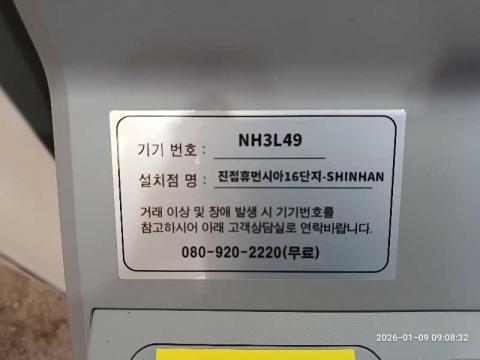 기기 번호 : NH3L49
설치점 명 : 진접휴먼시아16단지-SHINHAN
거래 이상 및 장애 발생 시 기기번호를
참고하시어 아래 고객상담실로 연락바랍니다.
080-920-2220(무료)
2026-01-09 09:08:32